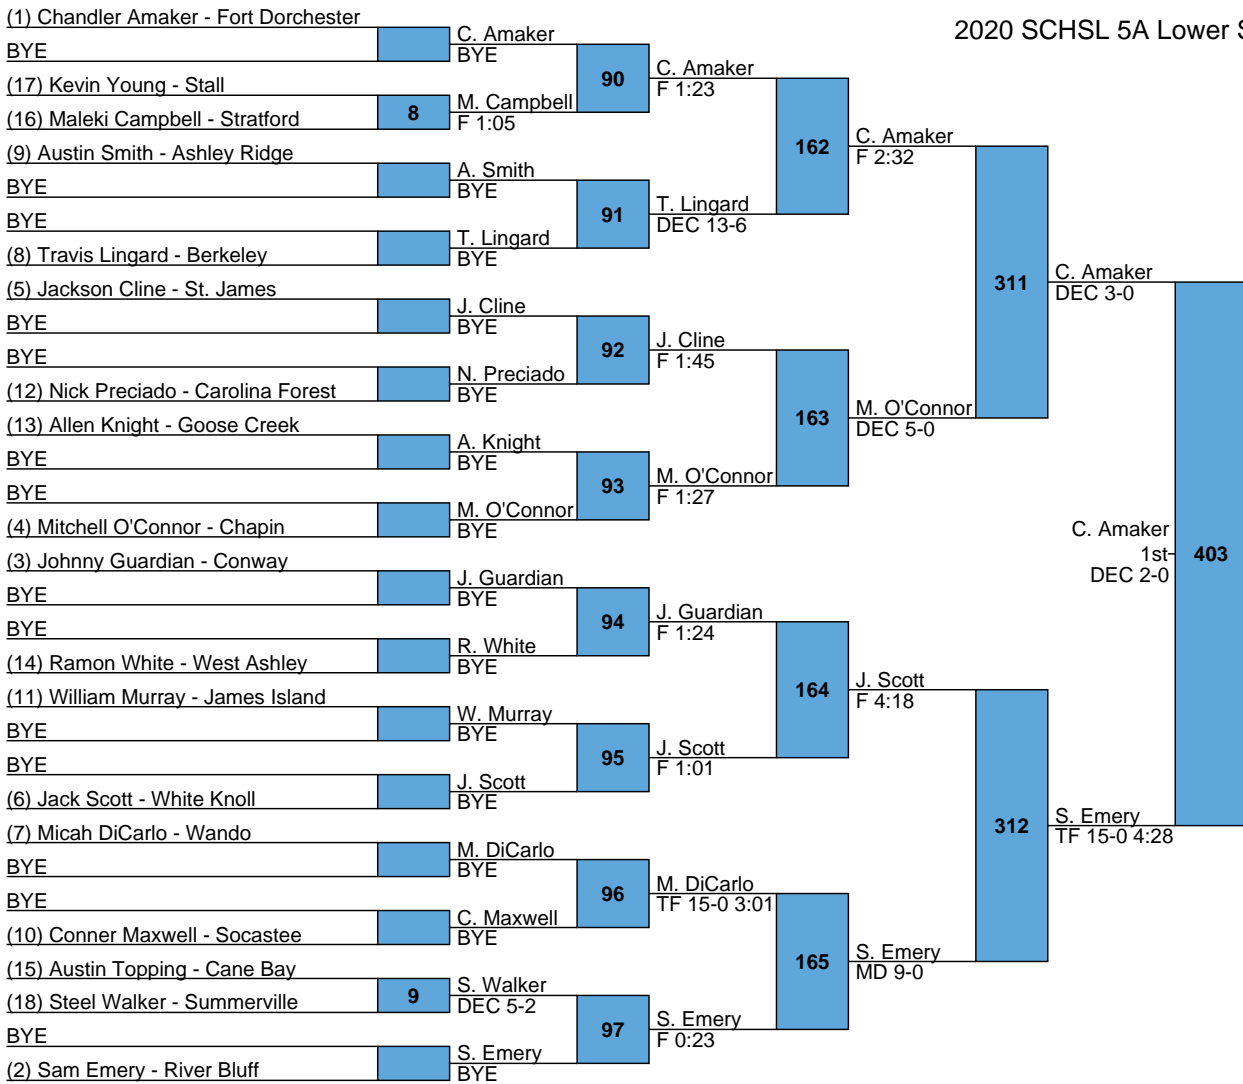 2020 SCHSL 5A Lower S
(1) Chandler Amaker - Fort Dorchester
BYE
(17) Kevin Young - Stall
(16) Maleki Campbell - Stratford
(9) Austin Smith - Ashley Ridge
BYE
BYE
(8) Travis Lingard - Berkeley
(5) Jackson Cline - St. James
BYE
BYE
(12) Nick Preciado - Carolina Forest
(13) Allen Knight - Goose Creek
BYE
BYE
(4) Mitchell O'Connor - Chapin
(3) Johnny Guardian - Conway
BYE
BYE
(14) Ramon White - West Ashley
(11) William Murray - James Island
BYE
BYE
(6) Jack Scott - White Knoll
(7) Micah DiCarlo - Wando
BYE
BYE
(10) Conner Maxwell - Socastee
(15) Austin Topping - Cane Bay
(18) Steel Walker - Summerville
BYE
(2) Sam Emery - River Bluff
8
9
C. Amaker
BYE
M. Campbell
F 1:05
A. Smith
BYE
T. Lingard
BYE
J. Cline
BYE
N. Preciado
BYE
A. Knight
BYE
M. O'Connor
BYE
J. Guardian
BYE
R. White
BYE
W. Murray
BYE
J. Scott
BYE
M. DiCarlo
BYE
C. Maxwell
BYE
S. Walker
DEC 5-2
S. Emery
BYE
90
91
92
93
94
95
96
97
C. Amaker
F 1:23
T. Lingard
DEC 13-6
J. Cline
F 1:45
M. O'Connor
F 1:27
J. Guardian
F 1:24
J. Scott
F 1:01
M. DiCarlo
TF 15-0 3:01
S. Emery
F 0:23
162
163
164
165
C. Amaker
F 2:32
M. O'Connor
DEC 5-0
J. Scott
F 4:18
S. Emery
MD 9-0
311
312
C. Amaker
DEC 3-0
S. Emery
TF 15-0 4:28
C. Amaker
1st
DEC 2-0
403